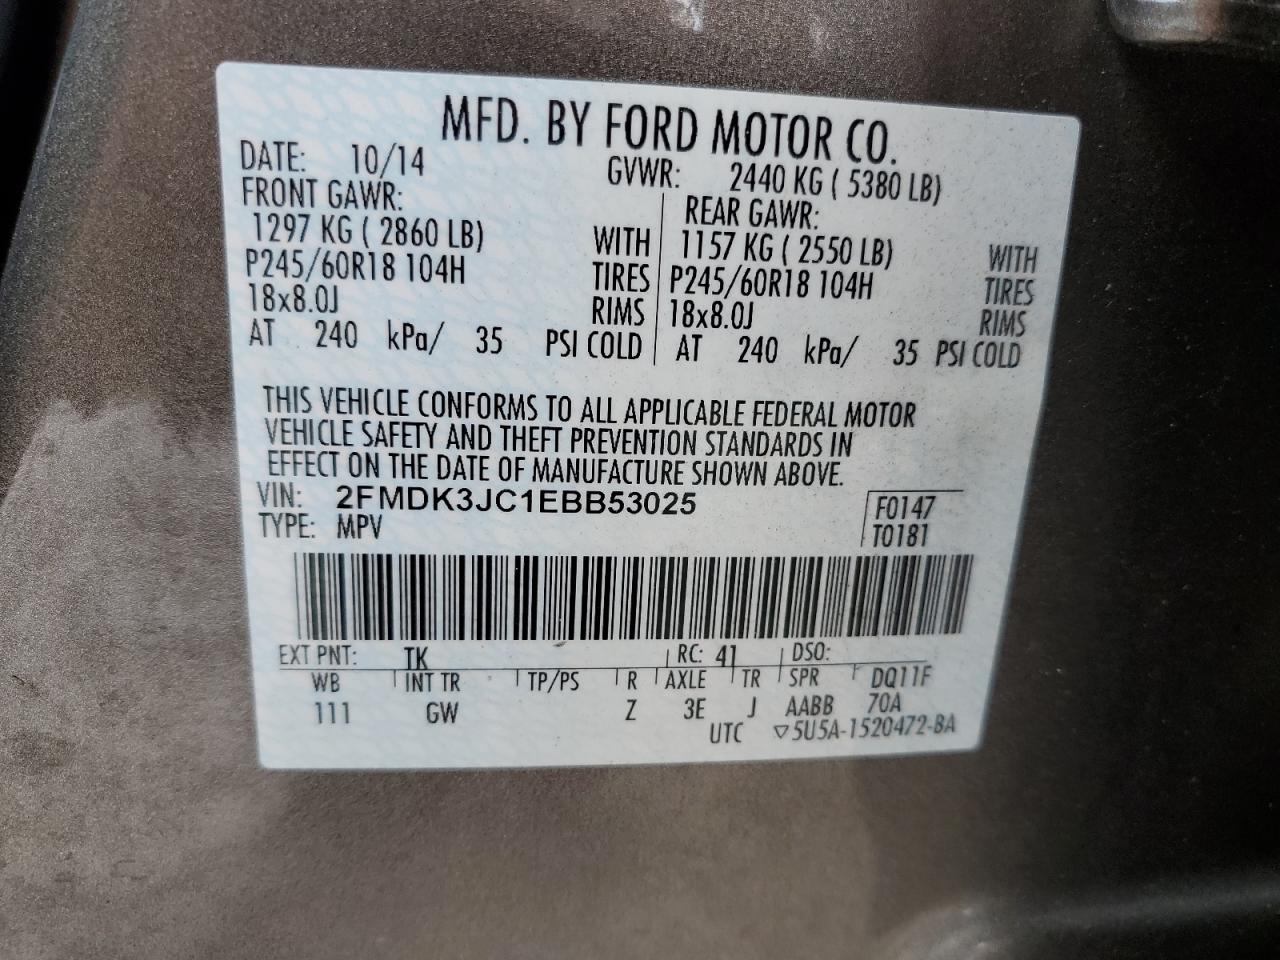 MFD. BY FORD MOTOR CO.
DATE: 10/14 GVWR: 2440 KG ( 5380 LB)
FRONT GAWR: REAR GAWR:
1297 KG ( 2860 LB) WITH 1157 KG ( 2550 LB) WITH
P245/60R18 104H TIRES P245/60R18 104H TIRES
18x8.0J RIMS 18x8.0J RIMS
AT 240 kPa/ 35 PSI COLD AT 240 kPa/ 35 PSI COLD
THIS VEHICLE CONFORMS TO ALL APPLICABLE FEDERAL MOTOR
VEHICLE SAFETY AND THEFT PREVENTION STANDARDS IN
EFFECT ON THE DATE OF MANUFACTURE SHOWN ABOVE.
VIN: 2FMDK3JC1EBB53025 F0147
TYPE: MPV T0181
EXT PNT: TK RC: 41 DSO:
WB INT TR TP/PS R AXLE TR SPR DQ11F
111 GW Z 3E J AABB 70A
UTC ▽5U5A-1520472-BA